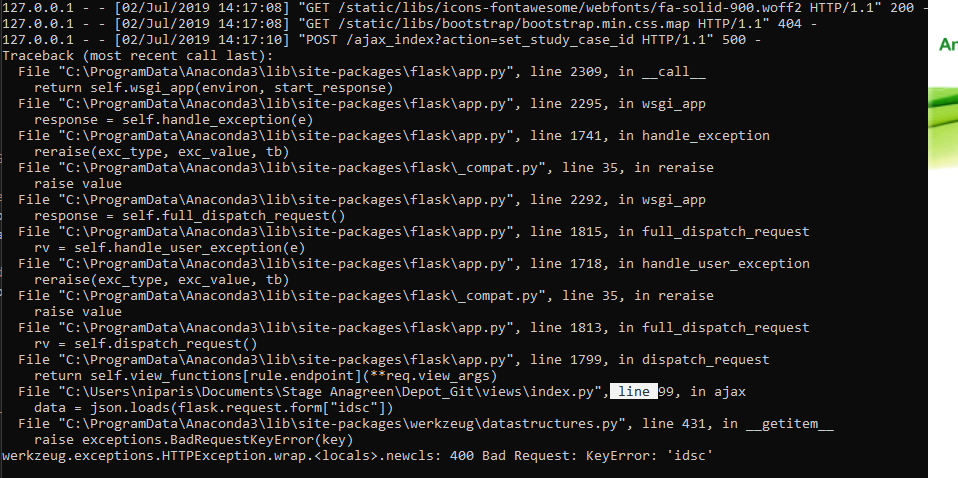 127.0.0.1 - - [02/Jul/2019 14:17:08] "GET /static/libs/icons-fontawesome/webfonts/fa-solid-900.woff2 HTTP/1.1" 200 -
127.0.0.1 - - [02/Jul/2019 14:17:08] "GET /static/libs/bootstrap/bootstrap.min.css.map HTTP/1.1" 404 -
127.0.0.1 - - [02/Jul/2019 14:17:10] "POST /ajax_index?action=set_study_case_id HTTP/1.1" 500 -
Traceback (most recent call last):
  File "C:\ProgramData\Anaconda3\lib\site-packages\flask\app.py", line 2309, in __call__
    return self.wsgi_app(environ, start_response)
  File "C:\ProgramData\Anaconda3\lib\site-packages\flask\app.py", line 2295, in wsgi_app
    response = self.handle_exception(e)
  File "C:\ProgramData\Anaconda3\lib\site-packages\flask\app.py", line 1741, in handle_exception
    reraise(exc_type, exc_value, tb)
  File "C:\ProgramData\Anaconda3\lib\site-packages\flask\_compat.py", line 35, in reraise
    raise value
  File "C:\ProgramData\Anaconda3\lib\site-packages\flask\app.py", line 2292, in wsgi_app
    response = self.full_dispatch_request()
  File "C:\ProgramData\Anaconda3\lib\site-packages\flask\app.py", line 1815, in full_dispatch_request
    rv = self.handle_user_exception(e)
  File "C:\ProgramData\Anaconda3\lib\site-packages\flask\app.py", line 1718, in handle_user_exception
    reraise(exc_type, exc_value, tb)
  File "C:\ProgramData\Anaconda3\lib\site-packages\flask\_compat.py", line 35, in reraise
    raise value
  File "C:\ProgramData\Anaconda3\lib\site-packages\flask\app.py", line 1813, in full_dispatch_request
    rv = self.dispatch_request()
  File "C:\ProgramData\Anaconda3\lib\site-packages\flask\app.py", line 1799, in dispatch_request
    return self.view_functions[rule.endpoint](**req.view_args)
  File "C:\Users\niparis\Documents\Stage Anagreen\Depot_Git\views\index.py", line 99, in ajax
    data = json.loads(flask.request.form["idsc"])
  File "C:\ProgramData\Anaconda3\lib\site-packages\werkzeug\datastructures.py", line 431, in __getitem__
    raise exceptions.BadRequestKeyError(key)
werkzeug.exceptions.HTTPException.wrap.<locals>.newcls: 400 Bad Request: KeyError: 'idsc'
An